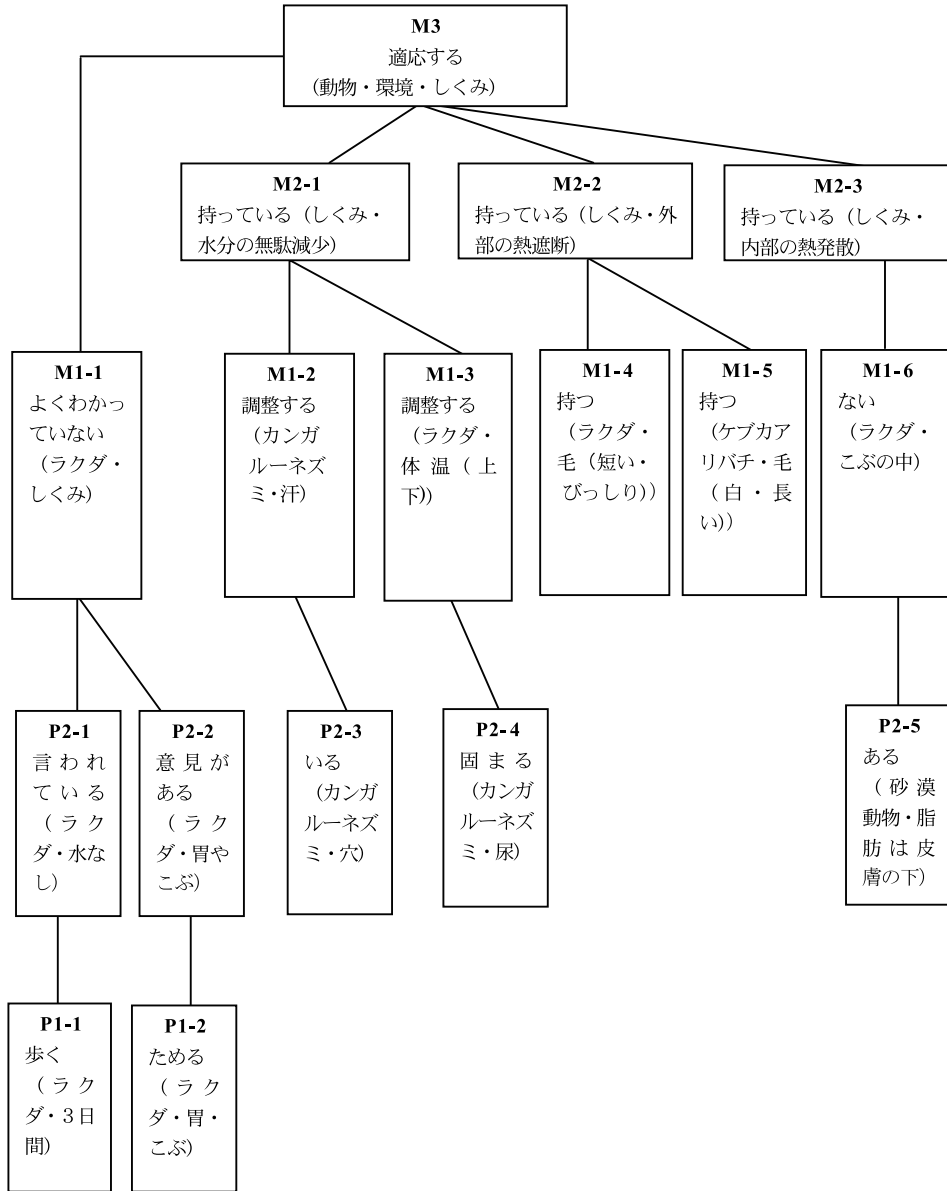 M3
適応する
(動物・環境・しくみ)
M2-1
持っている（しくみ・
水分の無駄減少）
M2-2
持っている（しくみ・外
部の熱遮断）
M2-3
持っている（しくみ・
内部の熱発散）
M1-1
よくわかっ
ていない
（ラクダ・
しくみ）
M1-2
調整する
（カンガ
ルーネズ
ミ・汗）
M1-3
調整する
（ラクダ・
体温（上
下））
M1-4
持つ
（ラクダ・
毛（短い・
びっしり））
M1-5
持つ
（ケブカア
リバチ・毛
（白・長
い））
M1-6
ない
（ラクダ・
こぶの中）
P2-1
言われ
ている
（ラク
ダ・水な
し）
P2-2
意見が
ある
（ラク
ダ・胃や
こぶ）
P2-3
いる
（カンガ
ルーネズ
ミ・穴）
P2-4
固まる
（カンガ
ルーネズ
ミ・尿）
P2-5
ある
（砂漠
動物・脂
肪は皮
膚の下）
P1-1
歩く
（ラク
ダ・３日
間）
P1-2
ためる
（ラク
ダ・胃・
こぶ）